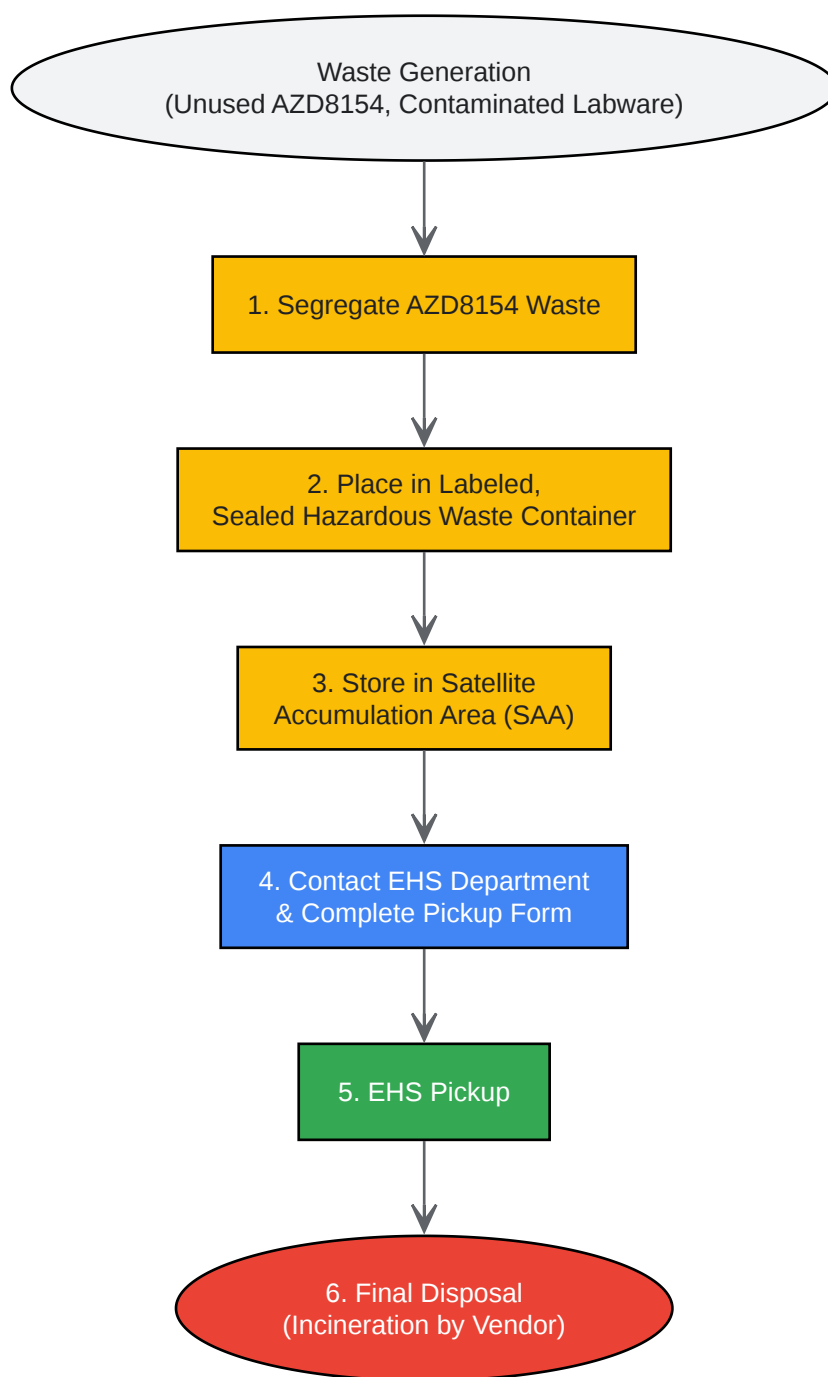 Waste Generation
(Unused AZD8154, Contaminated Labware)
1. Segregate AZD8154 Waste
2. Place in Labeled,
Sealed Hazardous Waste Container
3. Store in Satellite
Accumulation Area (SAA)
4. Contact EHS Department
& Complete Pickup Form
5. EHS Pickup
6. Final Disposal
(Incineration by Vendor)